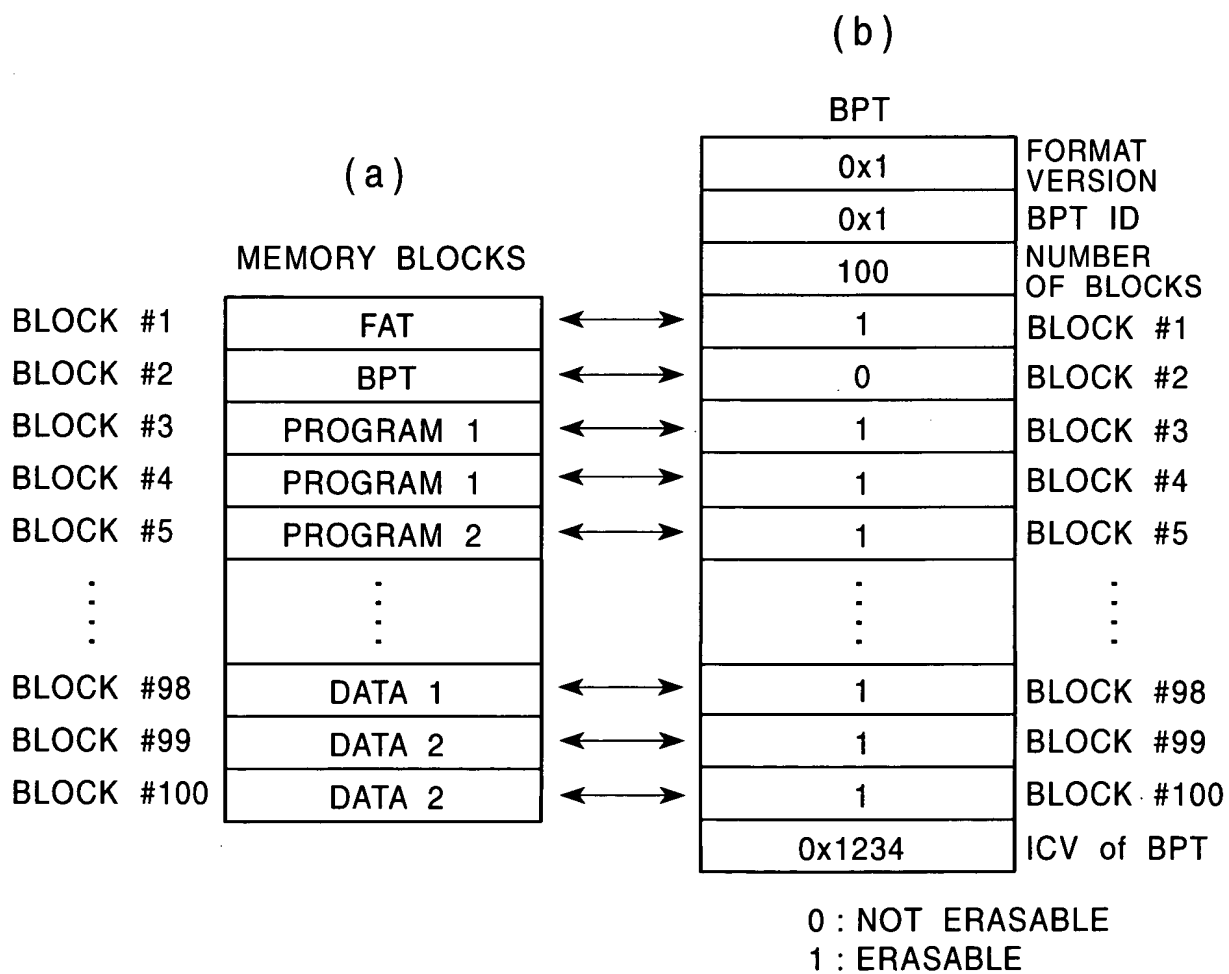 (b)
BPT
(a)
MEMORY BLOCKS
0x1 FORMAT VERSION
0x1 BPT ID
100 NUMBER OF BLOCKS
BLOCK #1 FAT 1 BLOCK #1
BLOCK #2 BPT 0 BLOCK #2
BLOCK #3 PROGRAM 1 1 BLOCK #3
BLOCK #4 PROGRAM 1 1 BLOCK #4
BLOCK #5 PROGRAM 2 1 BLOCK #5
BLOCK #98 DATA 1 1 BLOCK #98
BLOCK #99 DATA 2 1 BLOCK #99
BLOCK #100 DATA 2 1 BLOCK #100
0x1234 ICV of BPT
0 : NOT ERASABLE
1 : ERASABLE